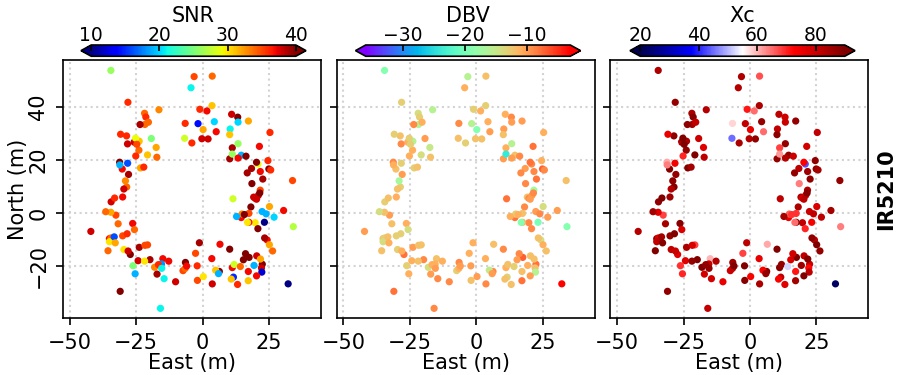 SNR DBV Xc
10 20 30 40 −30 −20 −10 20 40 60 80
North (m)
40
20
0
−20
−50 −25 0 25 −50 −25 0 25 −50 −25 0 25
East (m) East (m) East (m)
IR5210